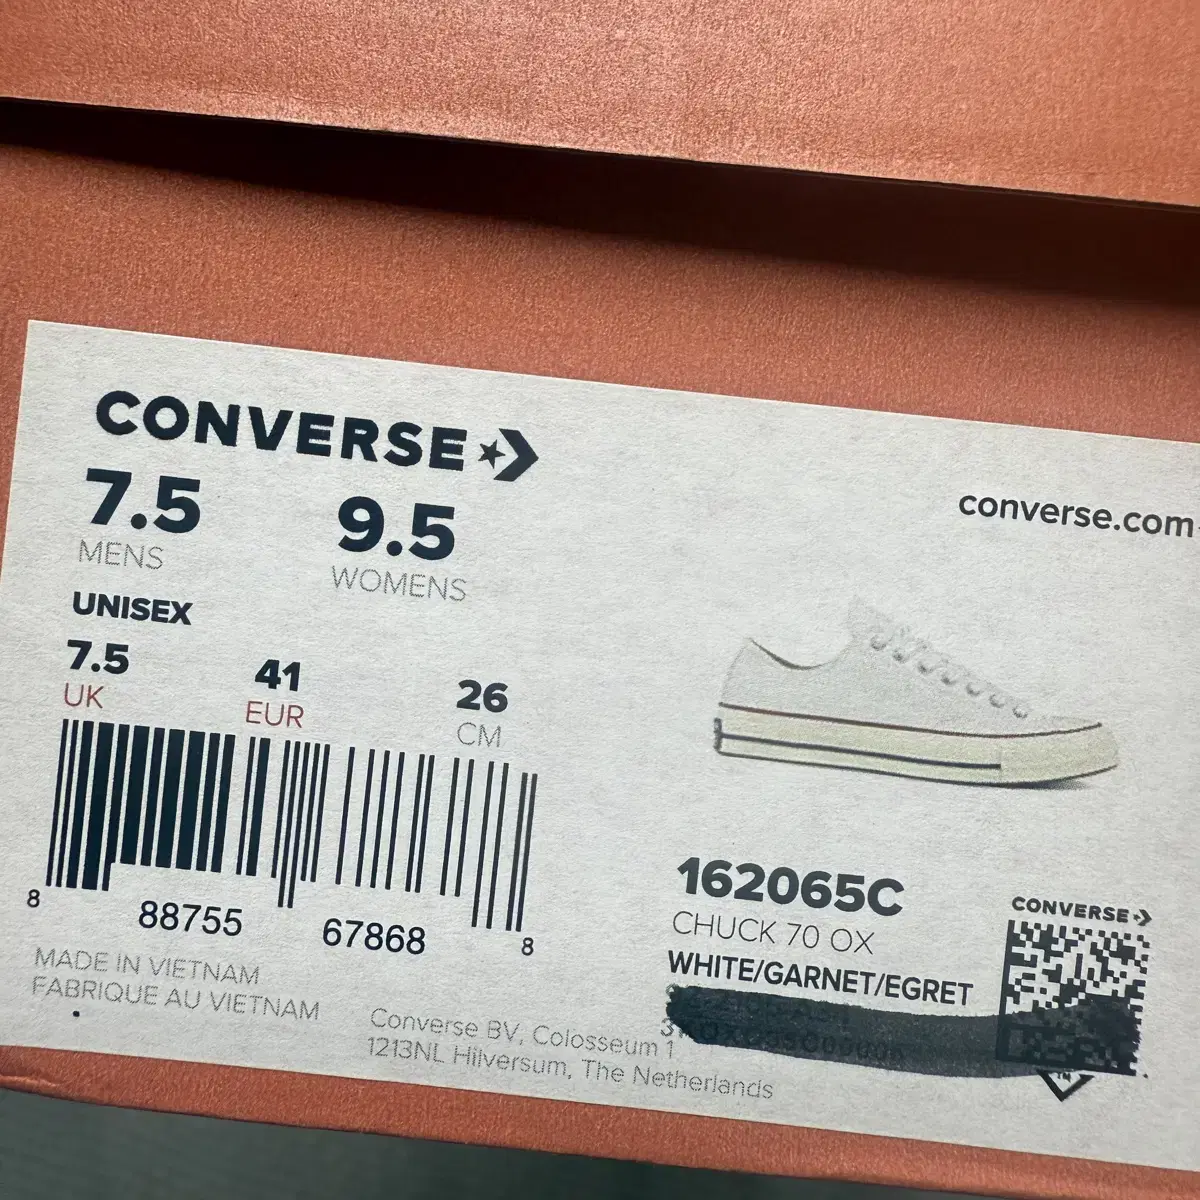 CONVERSE
7.5 9.5
MENS WOMENS
UNISEX
7.5 41 26
UK EUR CM
8 88755 67868 8
MADE IN VIETNAM
FABRIQUE AU VIETNAM
Converse BV, Colosseum 1
1213NL Hilversum, The Netherlands
converse.com
162065C
CHUCK 70 OX
WHITE/GARNET/EGRET
CONVERSE